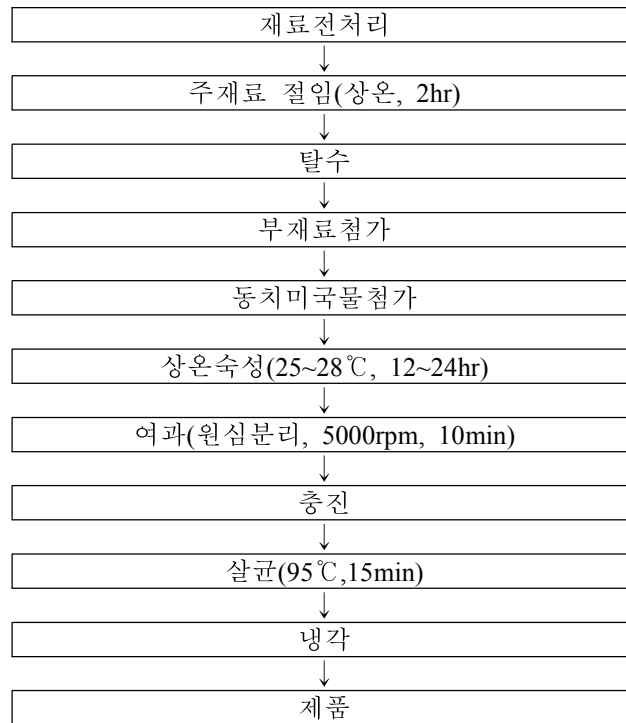 재료전처리
↓
주재료 절임(상온, 2hr)
↓
탈수
↓
부재료첨가
↓
동치미국물첨가
↓
상온숙성(25~28℃, 12~24hr)
↓
여과(원심분리, 5000rpm, 10min)
↓
충진
↓
살균(95℃,15min)
↓
냉각
↓
제품